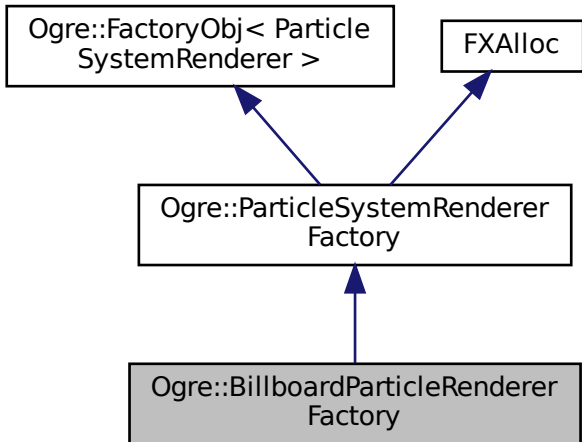 Ogre::FactoryObj< Particle
SystemRenderer >
FXAlloc
Ogre::ParticleSystemRenderer
Factory
Ogre::BillboardParticleRenderer
Factory